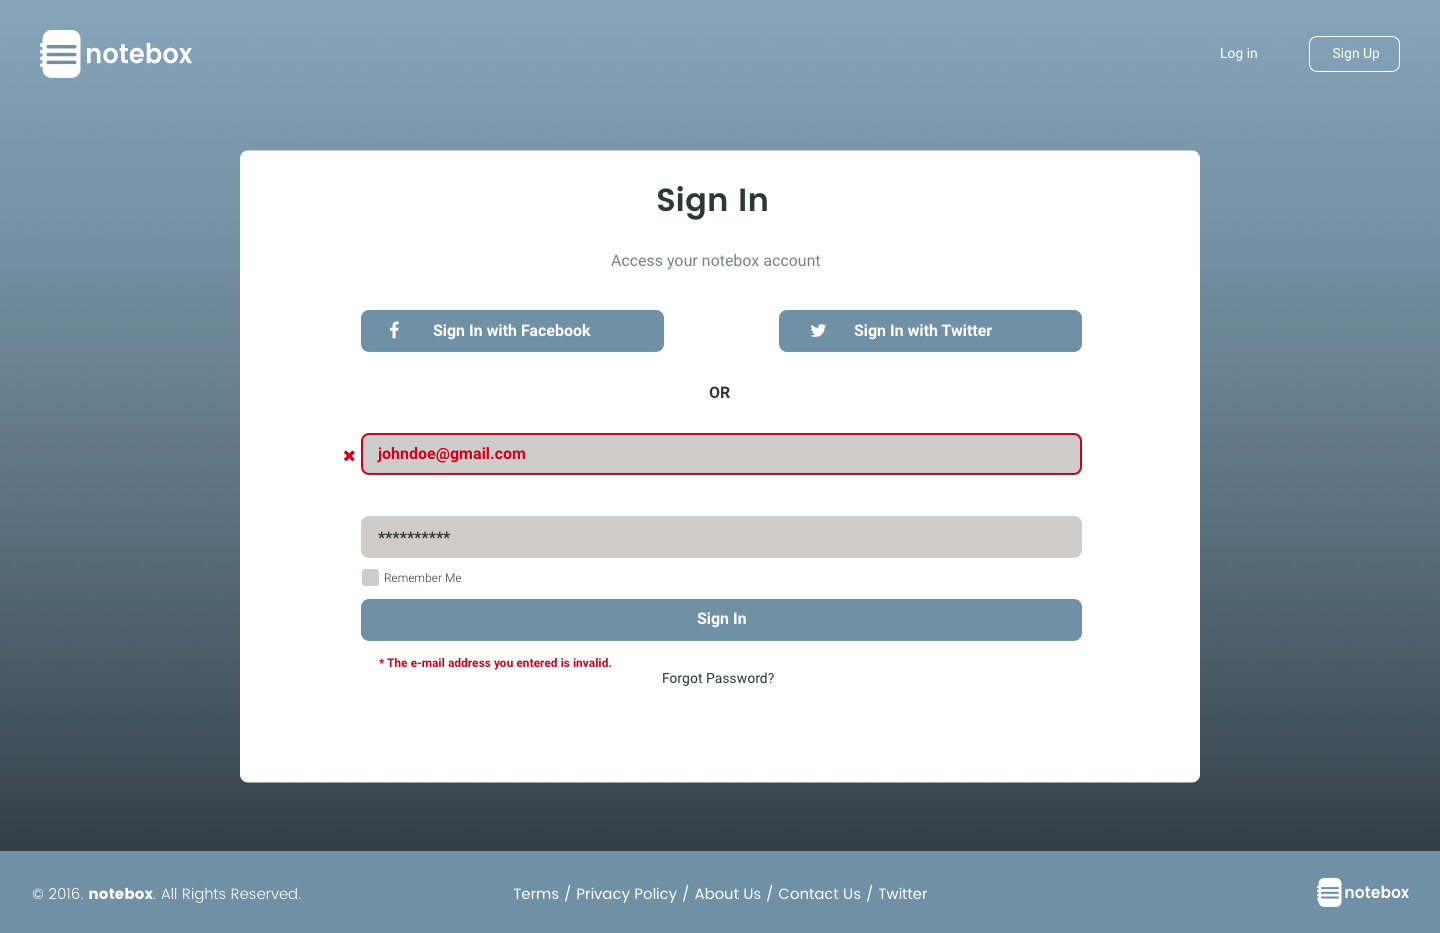 notebox
Log in
Sign Up
Sign In
Access your notebox account
Sign In with Facebook
Sign In with Twitter
OR
johndoe@gmail.com
**********
Remember Me
Sign In
* The e-mail address you entered is invalid.
Forgot Password?
© 2016. notebox. All Rights Reserved.
Terms / Privacy Policy / About Us / Contact Us / Twitter
notebox